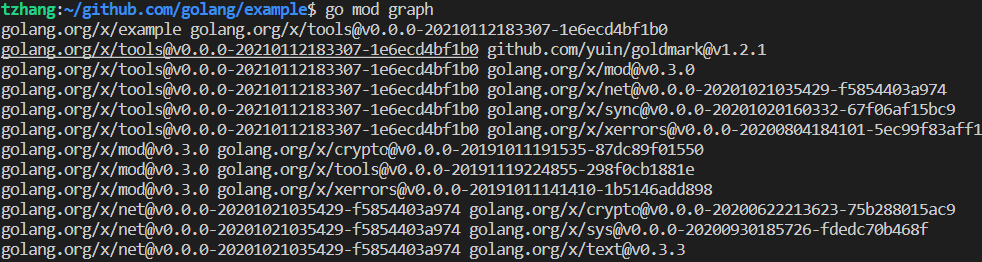 tzhang:~/github.com/golang/example$ go mod graph
golang.org/x/example golang.org/x/tools@v0.0.0-20210112183307-1e6ecd4bf1b0
golang.org/x/tools@v0.0.0-20210112183307-1e6ecd4bf1b0 github.com/yuin/goldmark@v1.2.1
golang.org/x/tools@v0.0.0-20210112183307-1e6ecd4bf1b0 golang.org/x/mod@v0.3.0
golang.org/x/tools@v0.0.0-20210112183307-1e6ecd4bf1b0 golang.org/x/net@v0.0.0-20201021035429-f5854403a974
golang.org/x/tools@v0.0.0-20210112183307-1e6ecd4bf1b0 golang.org/x/sync@v0.0.0-20201020160332-67f06af15bc9
golang.org/x/tools@v0.0.0-20210112183307-1e6ecd4bf1b0 golang.org/x/xerrors@v0.0.0-20200804184101-5ec99f83aff1
golang.org/x/mod@v0.3.0 golang.org/x/crypto@v0.0.0-20191011191535-87dc89f01550
golang.org/x/mod@v0.3.0 golang.org/x/tools@v0.0.0-20191119224855-298f0cb1881e
golang.org/x/mod@v0.3.0 golang.org/x/xerrors@v0.0.0-20191011141410-1b5146add898
golang.org/x/net@v0.0.0-20201021035429-f5854403a974 golang.org/x/crypto@v0.0.0-20200622213623-75b288015ac9
golang.org/x/net@v0.0.0-20201021035429-f5854403a974 golang.org/x/sys@v0.0.0-20200930185726-fdedc70b468f
golang.org/x/net@v0.0.0-20201021035429-f5854403a974 golang.org/x/text@v0.3.3